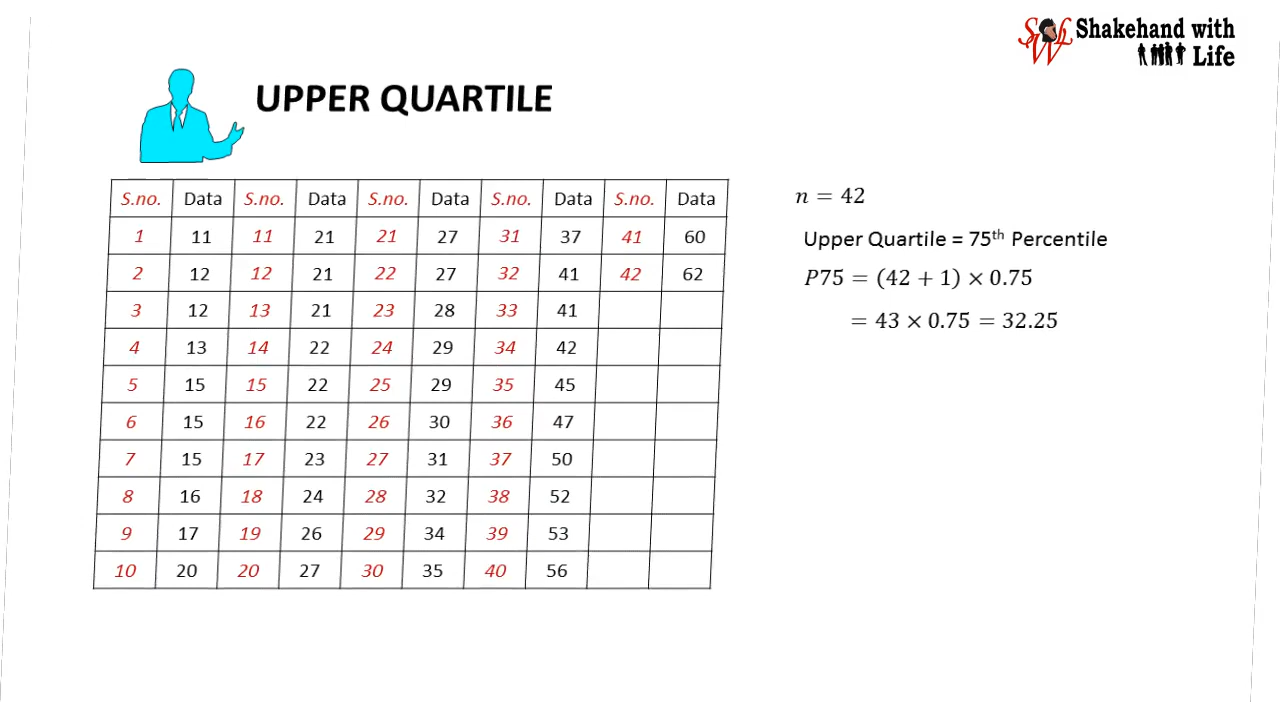 SWL Shakehand with
Life
UPPER QUARTILE
S.no. Data S.no. Data S.no. Data S.no. Data S.no. Data
1 11 11 21 21 27 31 37 41 60
2 12 12 21 22 27 32 41 42 62
3 12 13 21 23 28 33 41
4 13 14 22 24 29 34 42
5 15 15 22 25 29 35 45
6 15 16 22 26 30 36 47
7 15 17 23 27 31 37 50
8 16 18 24 28 32 38 52
9 17 19 26 29 34 39 53
10 20 20 27 30 35 40 56
n = 42
Upper Quartile = 75th Percentile
P75 = (42 + 1) × 0.75
= 43 × 0.75 = 32.25